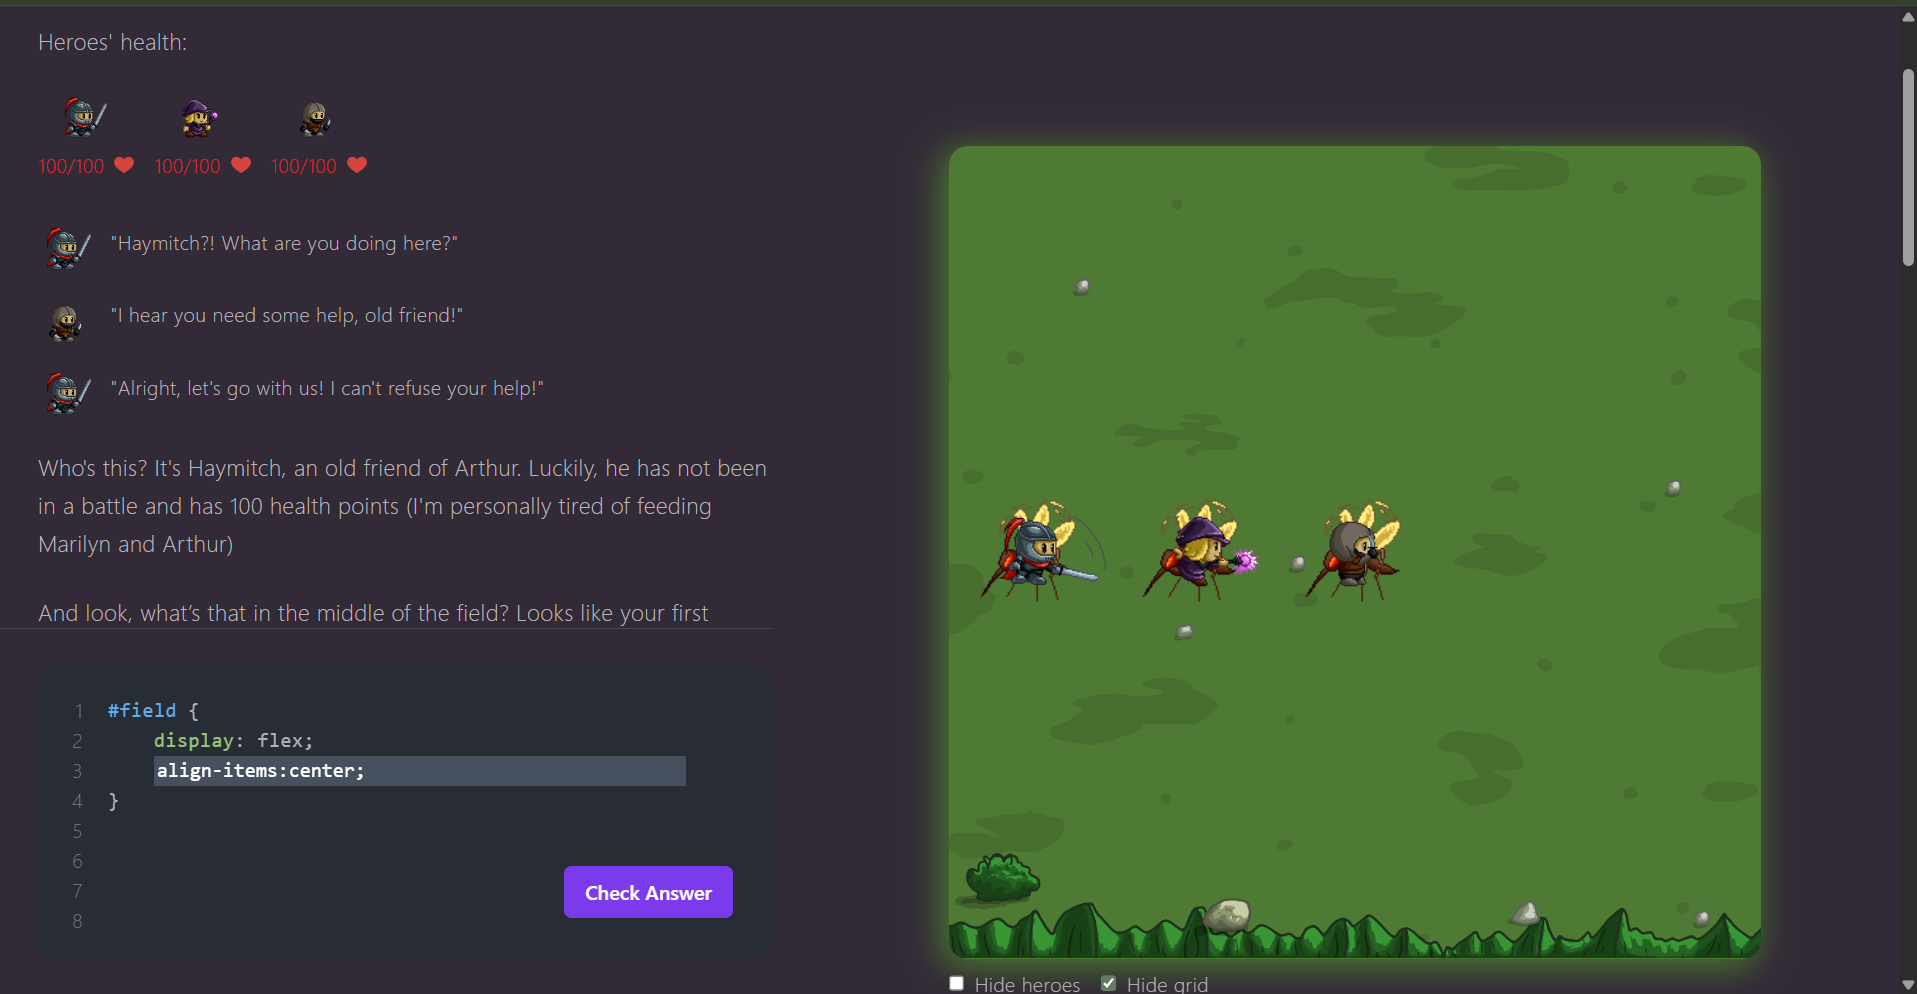 Heroes' health:
100/100 100/100 100/100
"Haymitch?! What are you doing here?"
"I hear you need some help, old friend!"
"Alright, let's go with us! I can't refuse your help!"
Who's this? It's Haymitch, an old friend of Arthur. Luckily, he has not been
in a battle and has 100 health points (I'm personally tired of feeding
Marilyn and Arthur)
And look, what’s that in the middle of the field? Looks like your first
1 #field {
2 display: flex;
3 align-items:center;
4 }
5
6
7
8
Check Answer
Hide heroes Hide grid